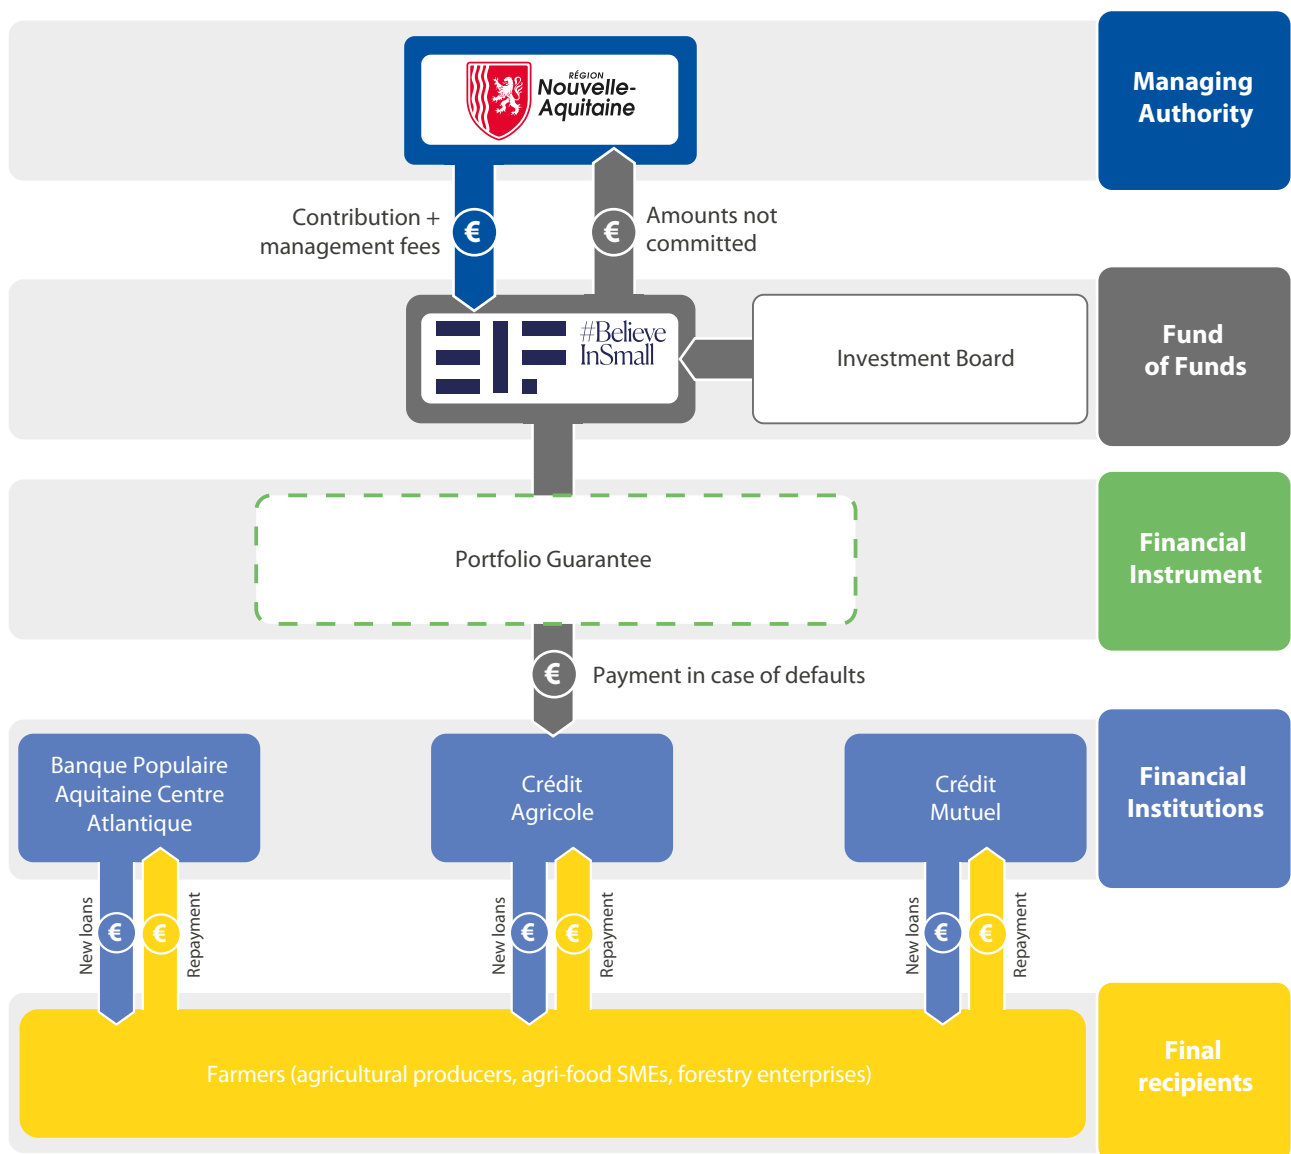 RÉGION
Nouvelle-
Aquitaine
Managing
Authority
Contribution +
management fees
€
€
Amounts not
committed
EIF
#Believe
InSmall
Investment Board
Fund
of Funds
Portfolio Guarantee
Financial
Instrument
€
Payment in case of defaults
Banque Populaire
Aquitaine Centre
Atlantique
Crédit
Agricole
Crédit
Mutuel
Financial
Institutions
New loans
€
€
Repayment
New loans
€
€
Repayment
New loans
€
€
Repayment
Farmers (agricultural producers, agri-food SMEs, forestry enterprises)
Final
recipients